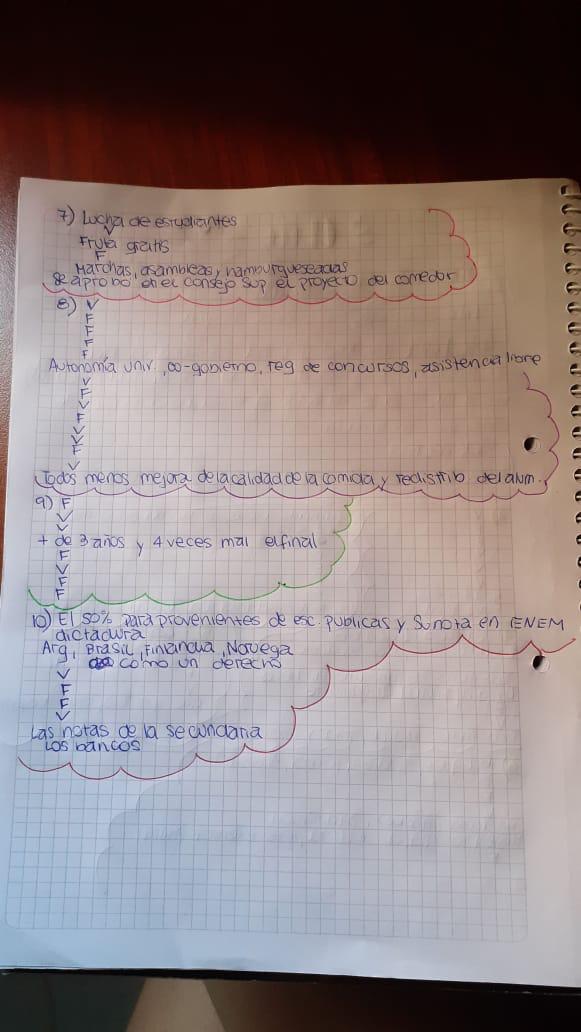 7) Lucha de estudiantes
V
Fruta gratis
F
Marchas, asambleas y hamburgueseadas
Se aprobó en el consejo sup el proyecto del comedor
8) V
F
F
F
F
Autonomía univ., co-gobierno, reg de concursos, asistencia libre
V
F
V
F
V
V
F
V
Todos menos mejora de la calidad de la comida y redistrib del alum.
9) F
V
V
+ de 3 años y 4 veces mal el final
F
V
F
F
10) El 50% para provenientes de esc. publicas y su nota en ENEM
dictadura
Arg, Brasil, Finlandia, Noruega
como un derecho
V
F
F
V
Las notas de la secundaria
Los bancos